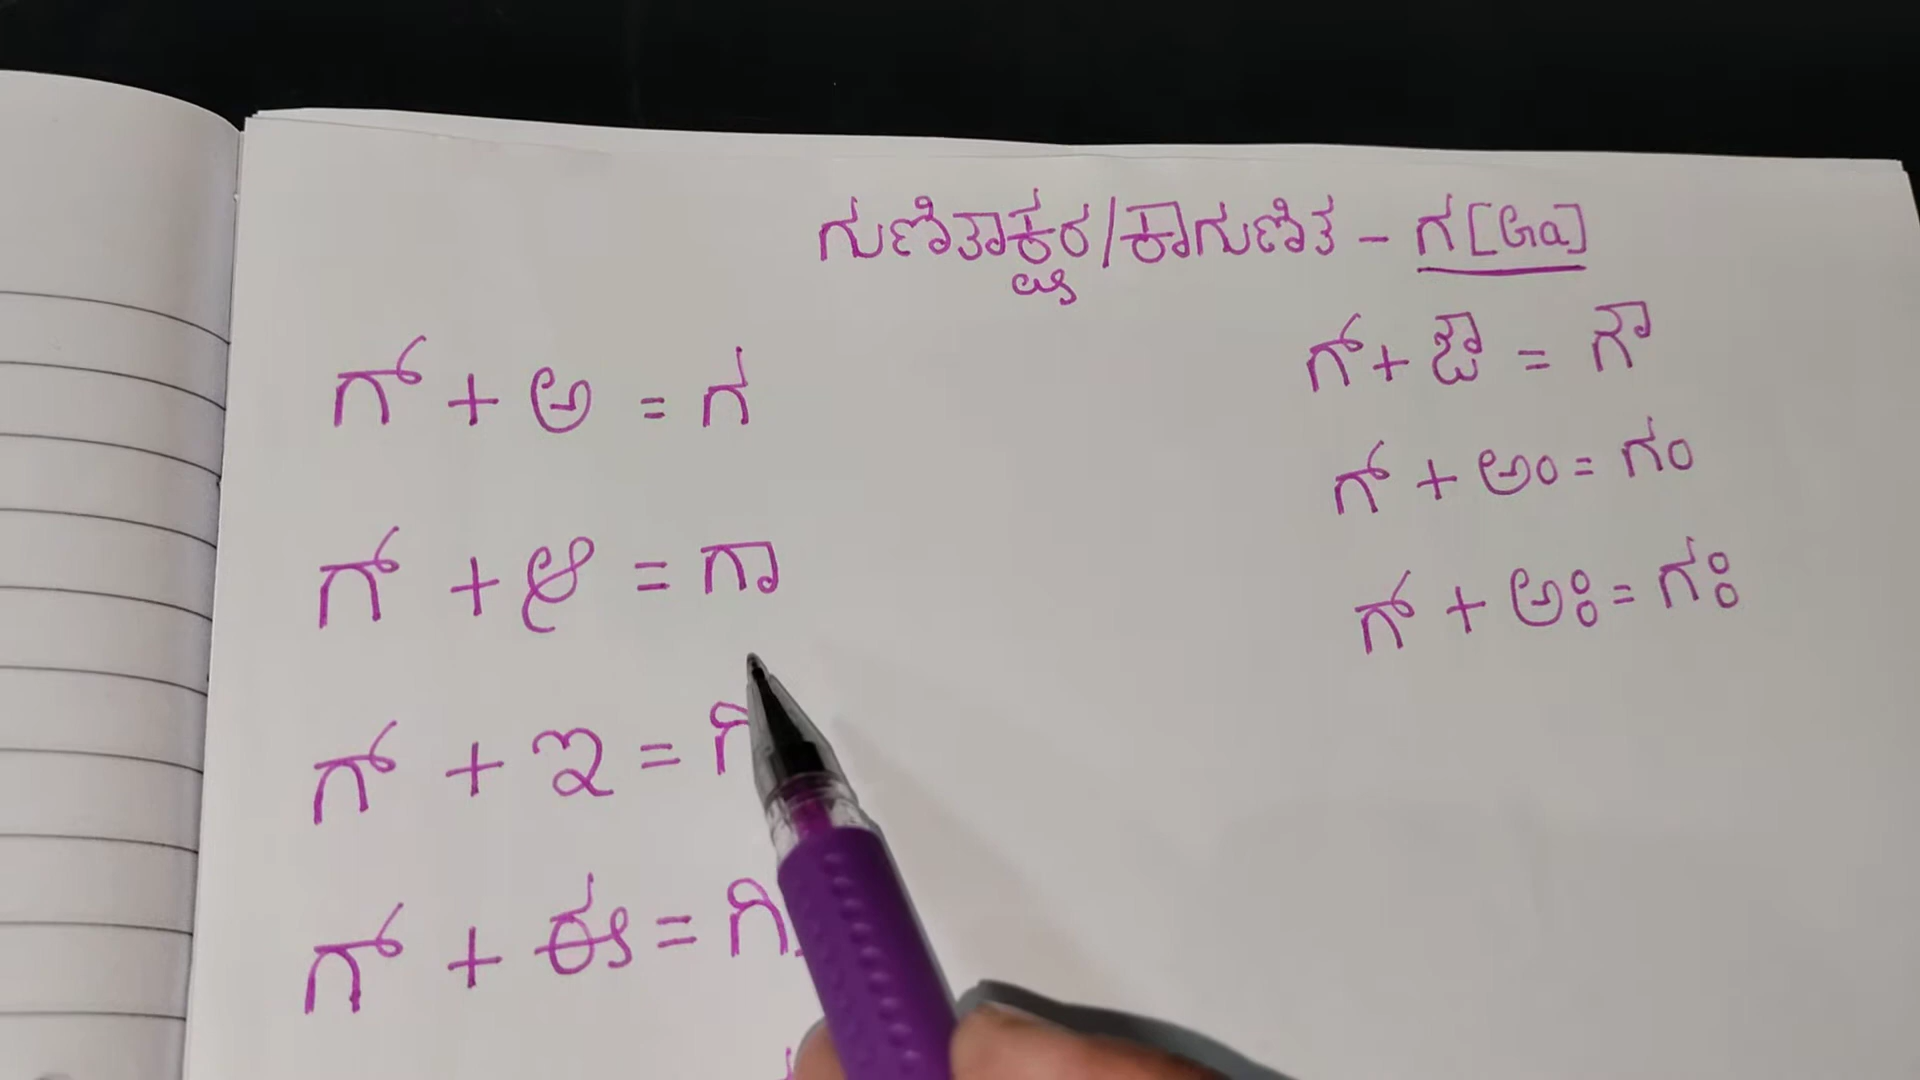 ಗುಣಿತಾಕ್ಷರ/ಕಾಗುಣಿತ - ಗ [Ga]
ಗ್ + ಅ = ಗ
ಗ್ + ಆ = ಗಾ
ಗ್ + ಇ = ಗಿ
ಗ್ + ಈ =
ಗ್ + ಔ = ಗೌ
ಗ್ + ಅಂ = ಗಂ
ಗ್ + ಅಃ = ಗಃ